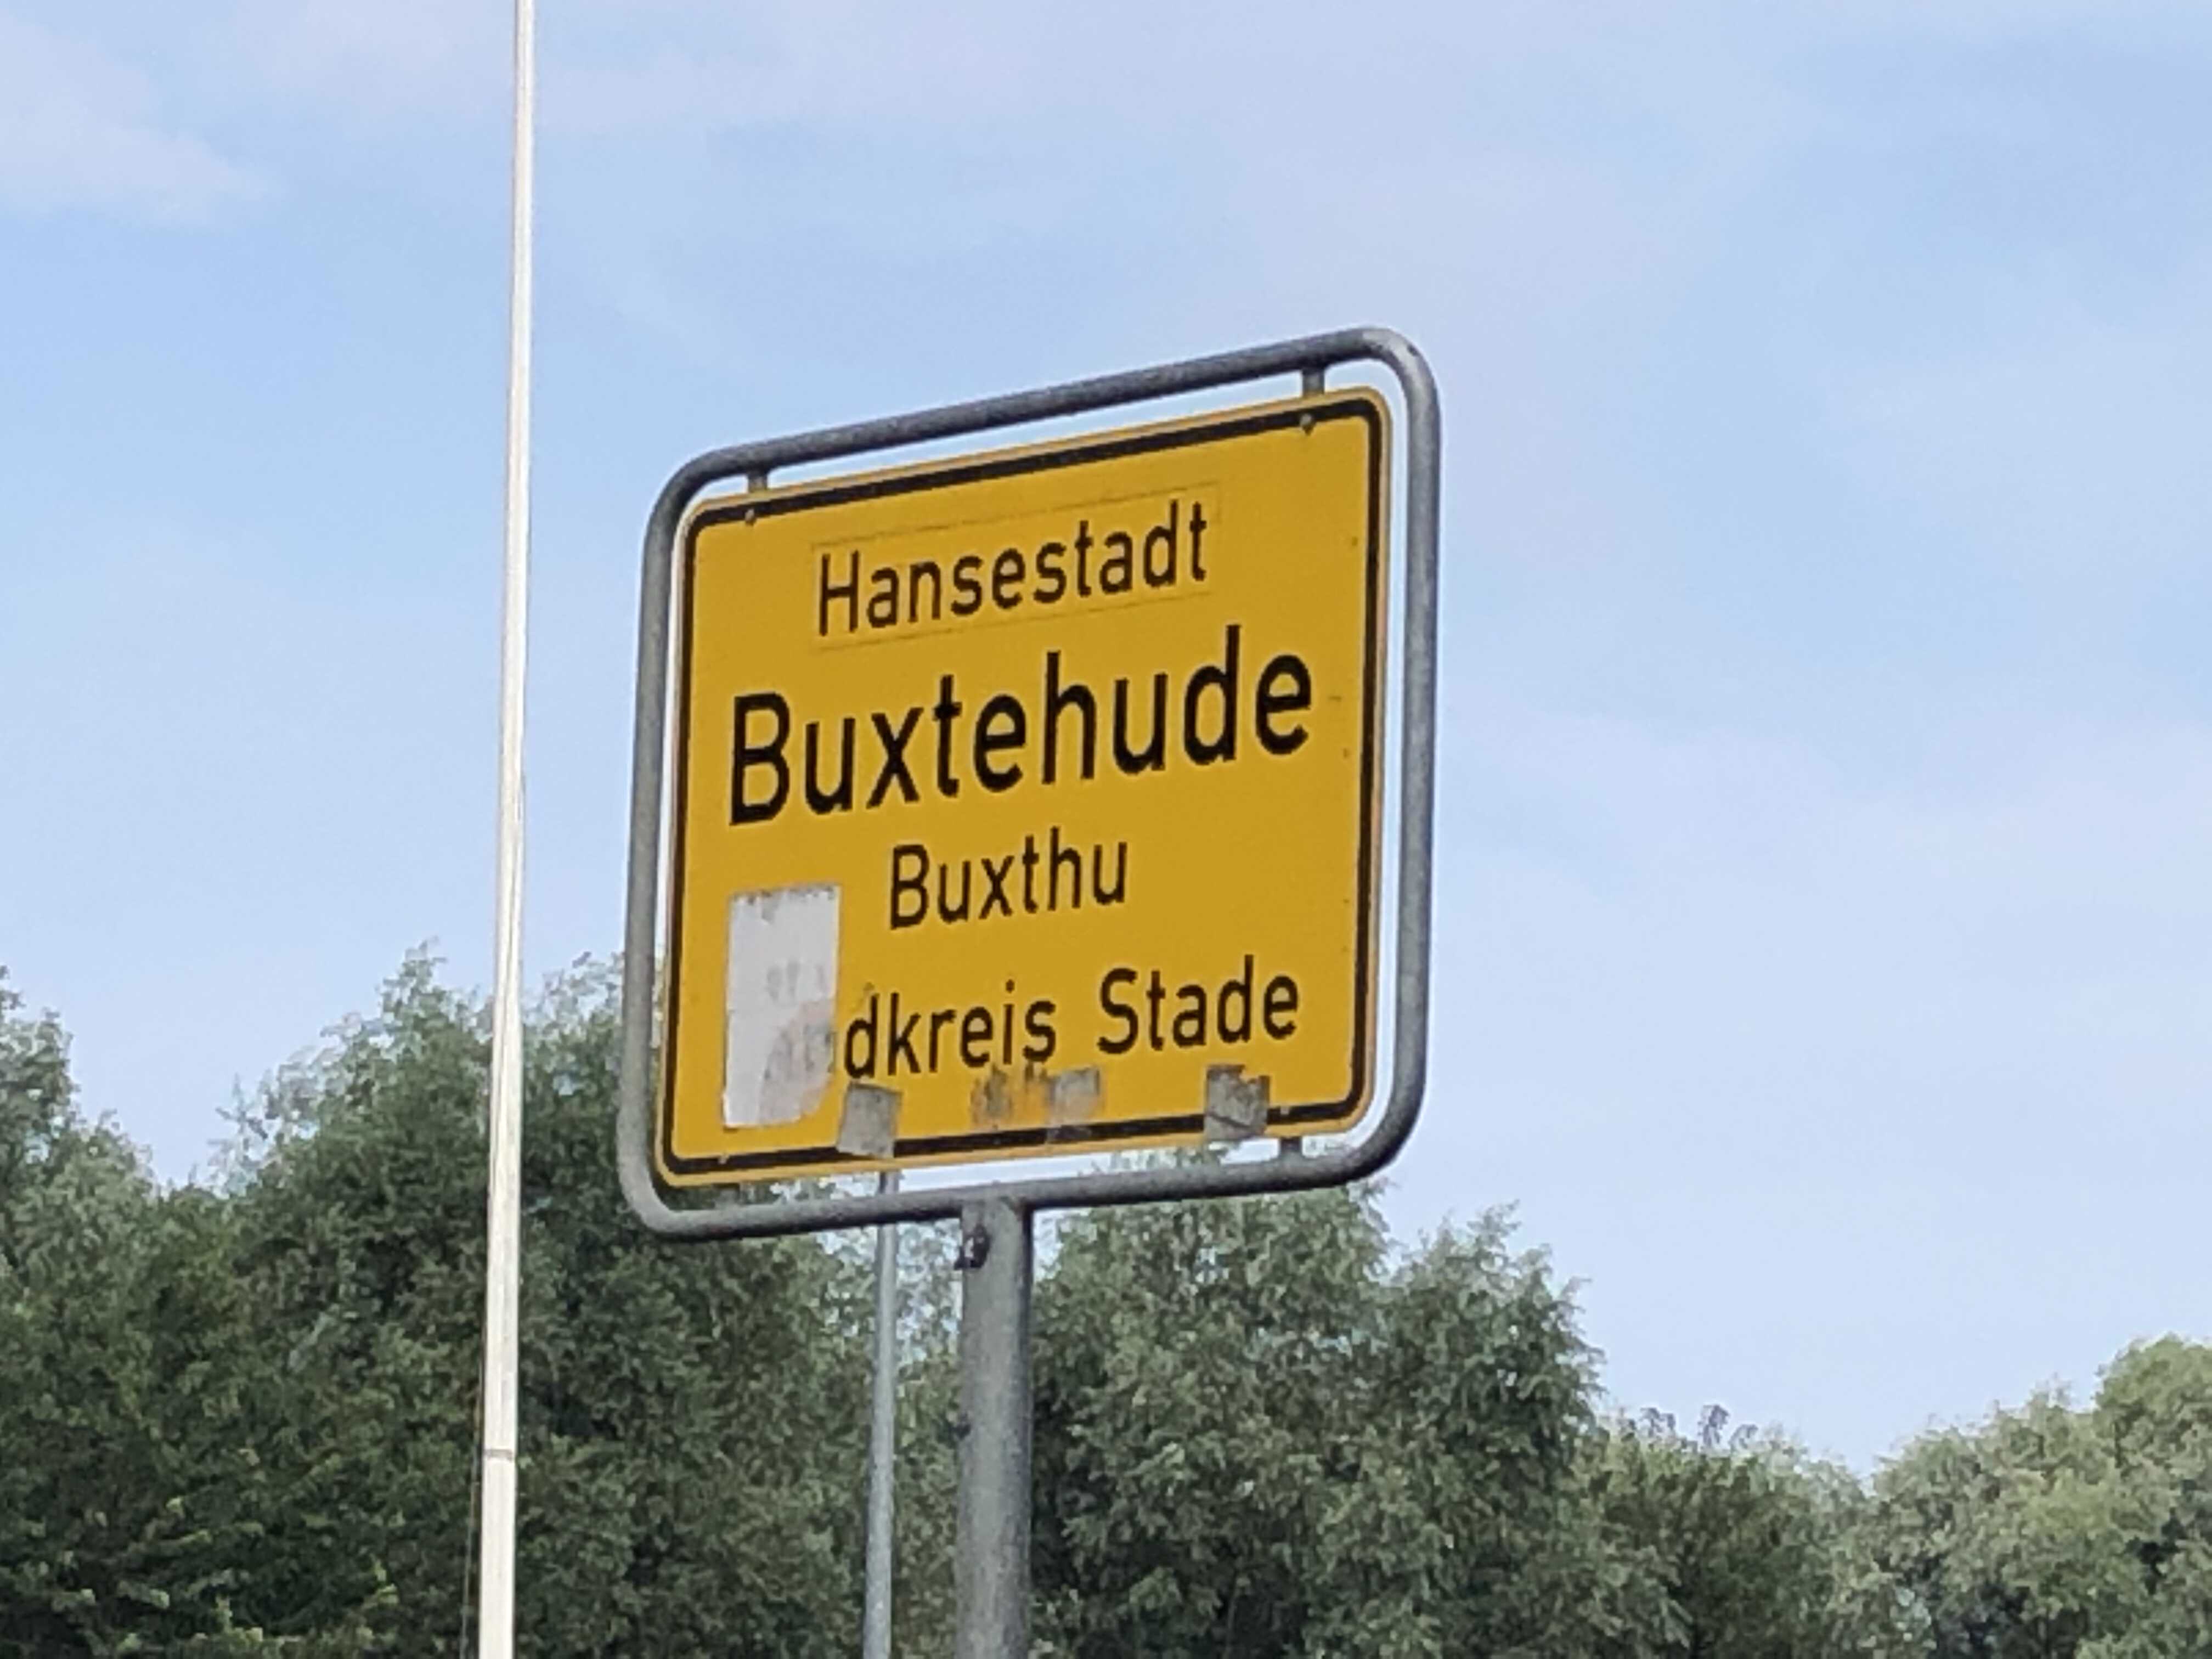 Hansestadt
Buxtehude
Buxthu
dkreis Stade